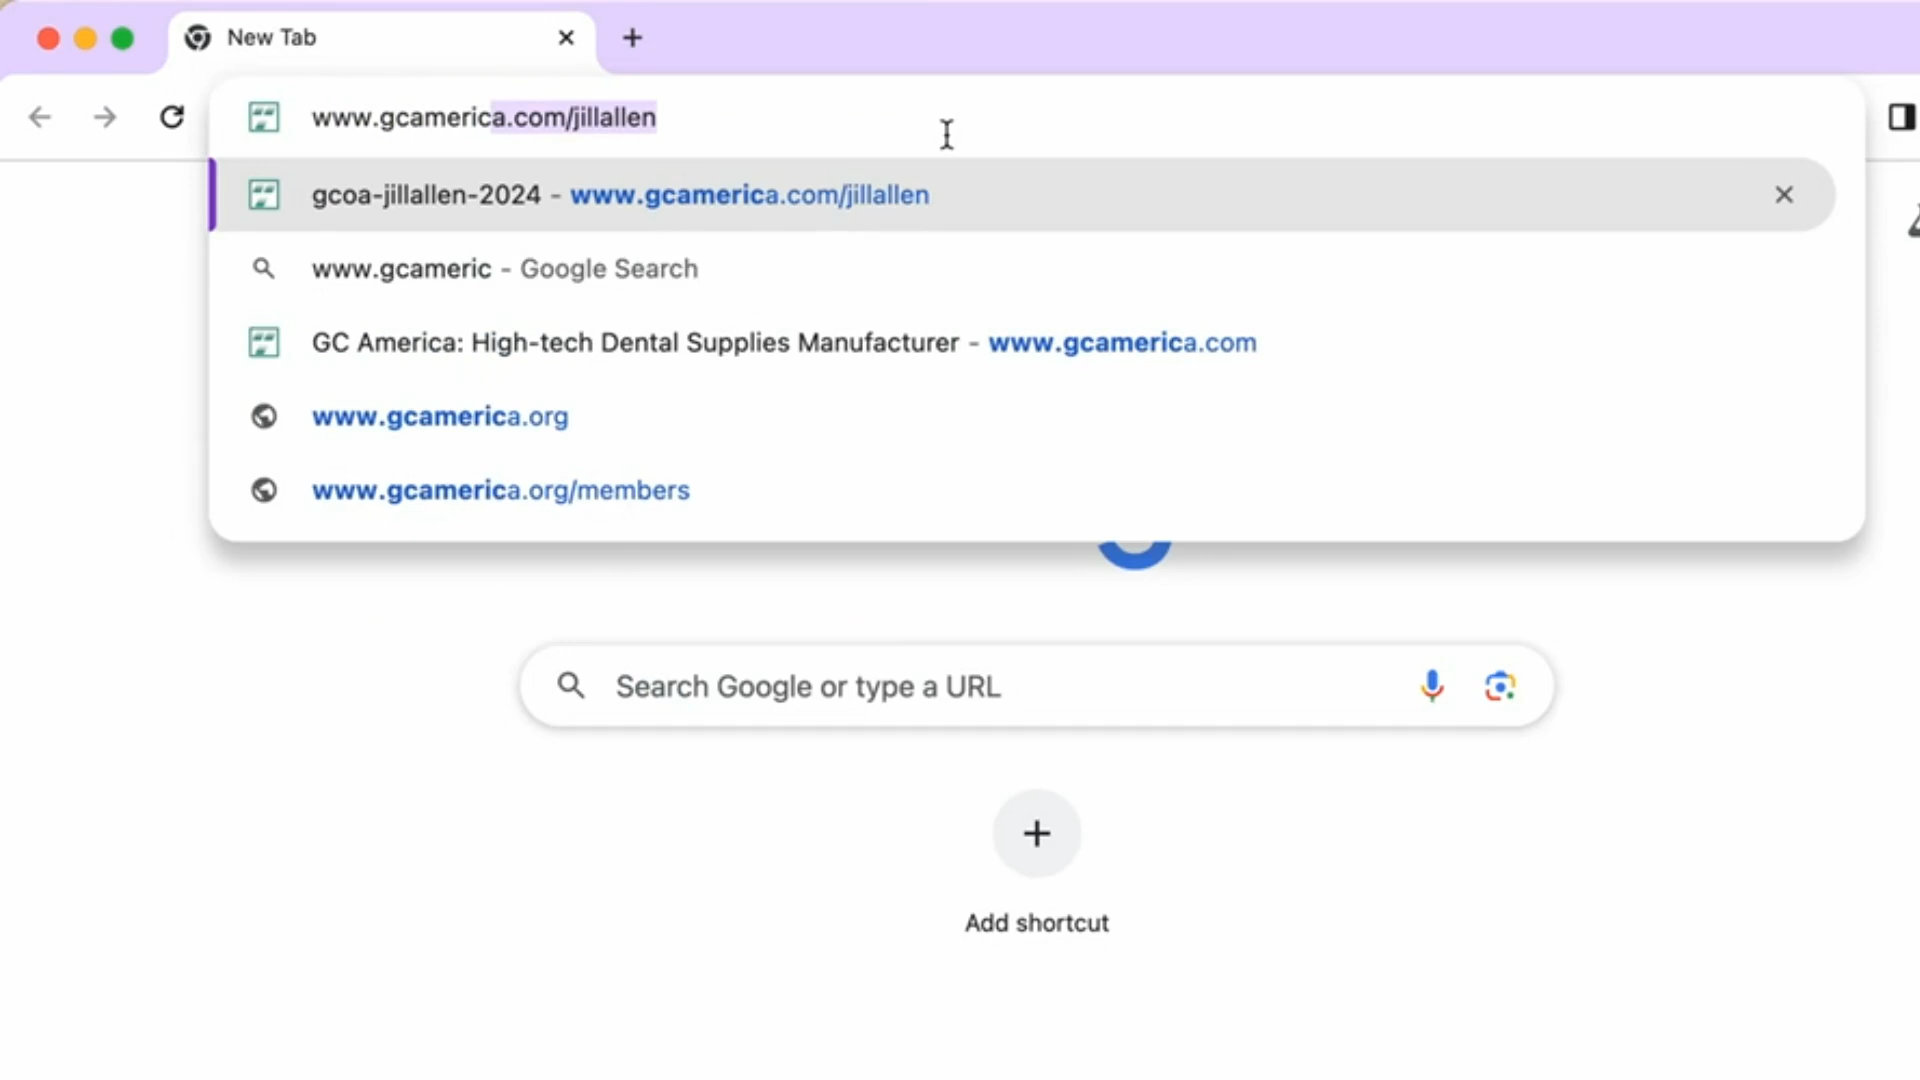 New Tab
www.gcamerica.com/jillallen
gcoa-jillallen-2024 - www.gcamerica.com/jillallen
www.gcameric - Google Search
GC America: High-tech Dental Supplies Manufacturer - www.gcamerica.com
www.gcamerica.org
www.gcamerica.org/members
Search Google or type a URL
Add shortcut